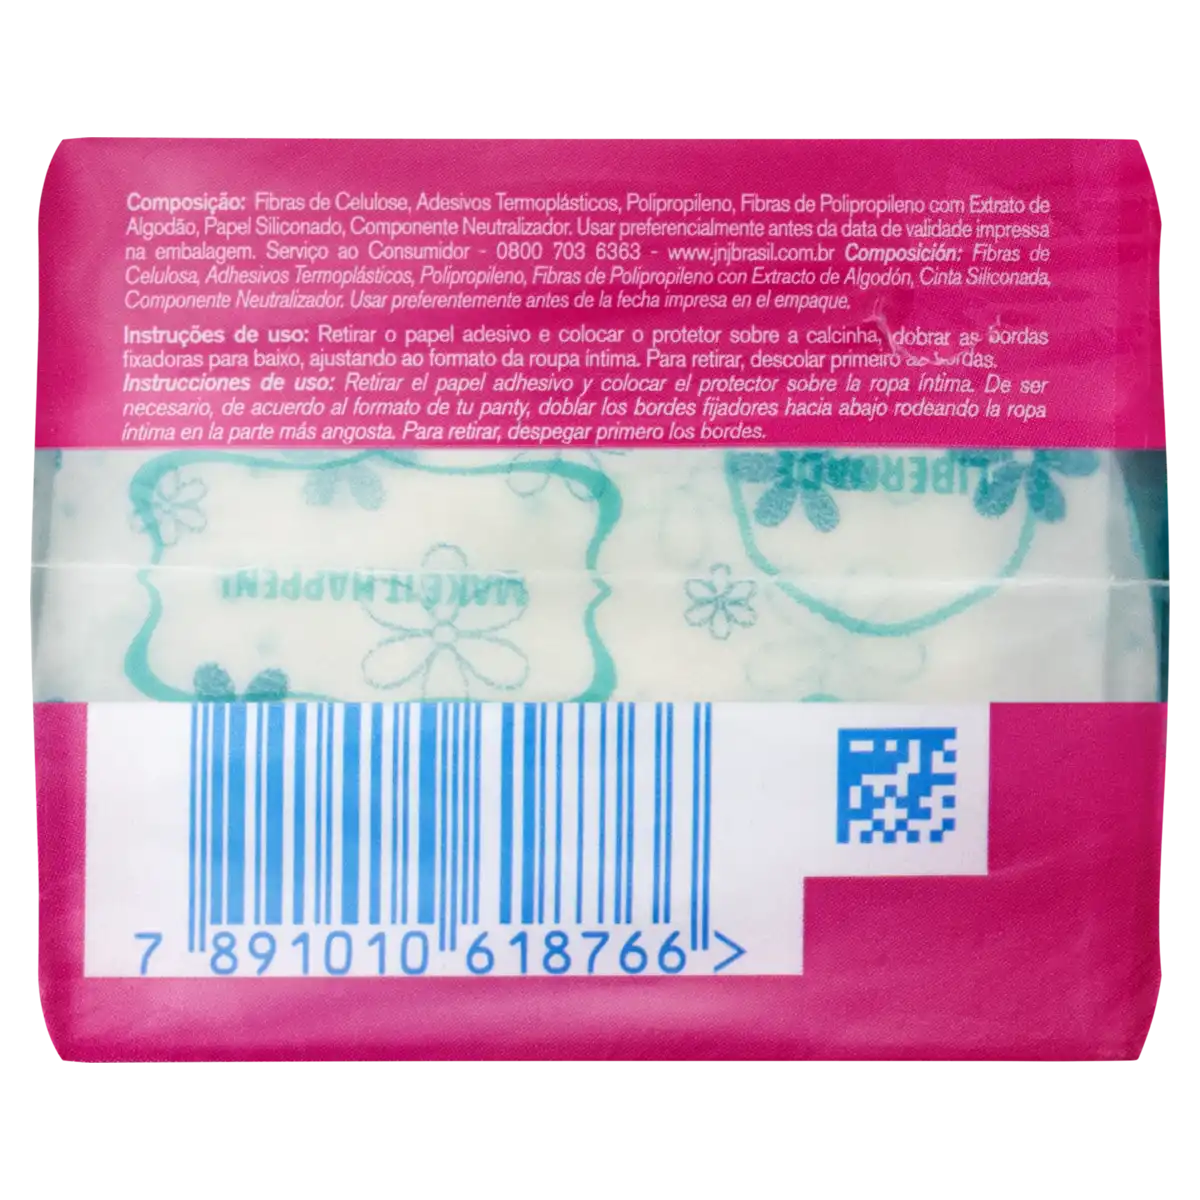 Composição: Fibras de Celulose, Adesivos Termoplásticos, Polipropileno, Fibras de Polipropileno com Extrato de
Algodão, Papel Siliconado, Componente Neutralizador. Usar preferencialmente antes da data de validade impressa
na embalagem. Serviço ao Consumidor - 0800 703 6363 - www.jnjbrasil.com.br Composición: Fibras de
Celulosa, Adhesivos Termoplásticos, Polipropileno, Fibras de Polipropileno con Extracto de Algodón, Cinta Siliconada,
Componente Neutralizador. Usar preferentemente antes de la fecha impresa en el empaque.
Instruções de uso: Retirar o papel adesivo e colocar o protetor sobre a calcinha, dobrar as bordas
fixadoras para baixo, ajustando ao formato da roupa íntima. Para retirar, descolar primeiro as bordas.
Instrucciones de uso: Retirar el papel adhesivo y colocar el protector sobre la ropa íntima. De ser
necesario, de acuerdo al formato de tu panty, doblar los bordes fijadores hacia abajo rodeando la ropa
íntima en la parte más angosta. Para retirar, despegar primero los bordes.
LIBERDADE
MAKE IT HAPPEN!
7 891010 618766 >